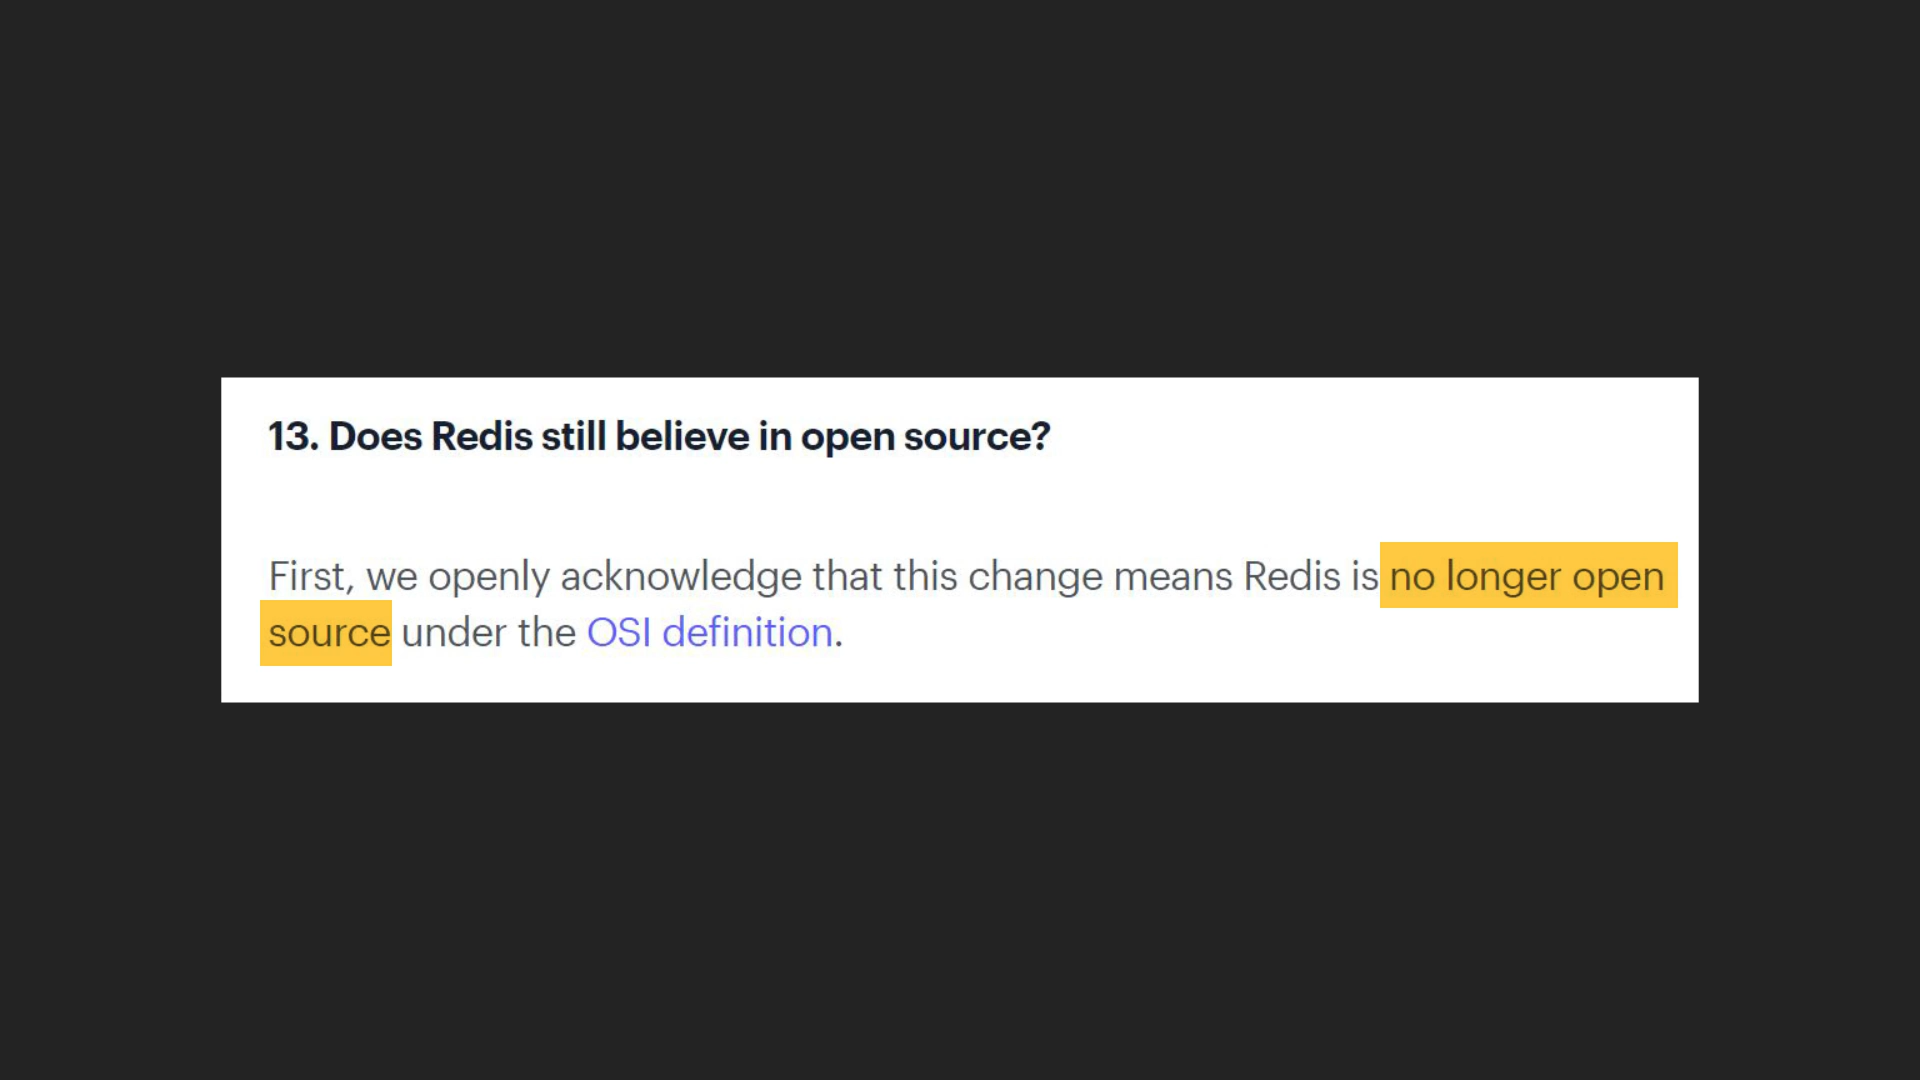 13. Does Redis still believe in open source?
First, we openly acknowledge that this change means Redis is no longer open
source under the OSI definition.